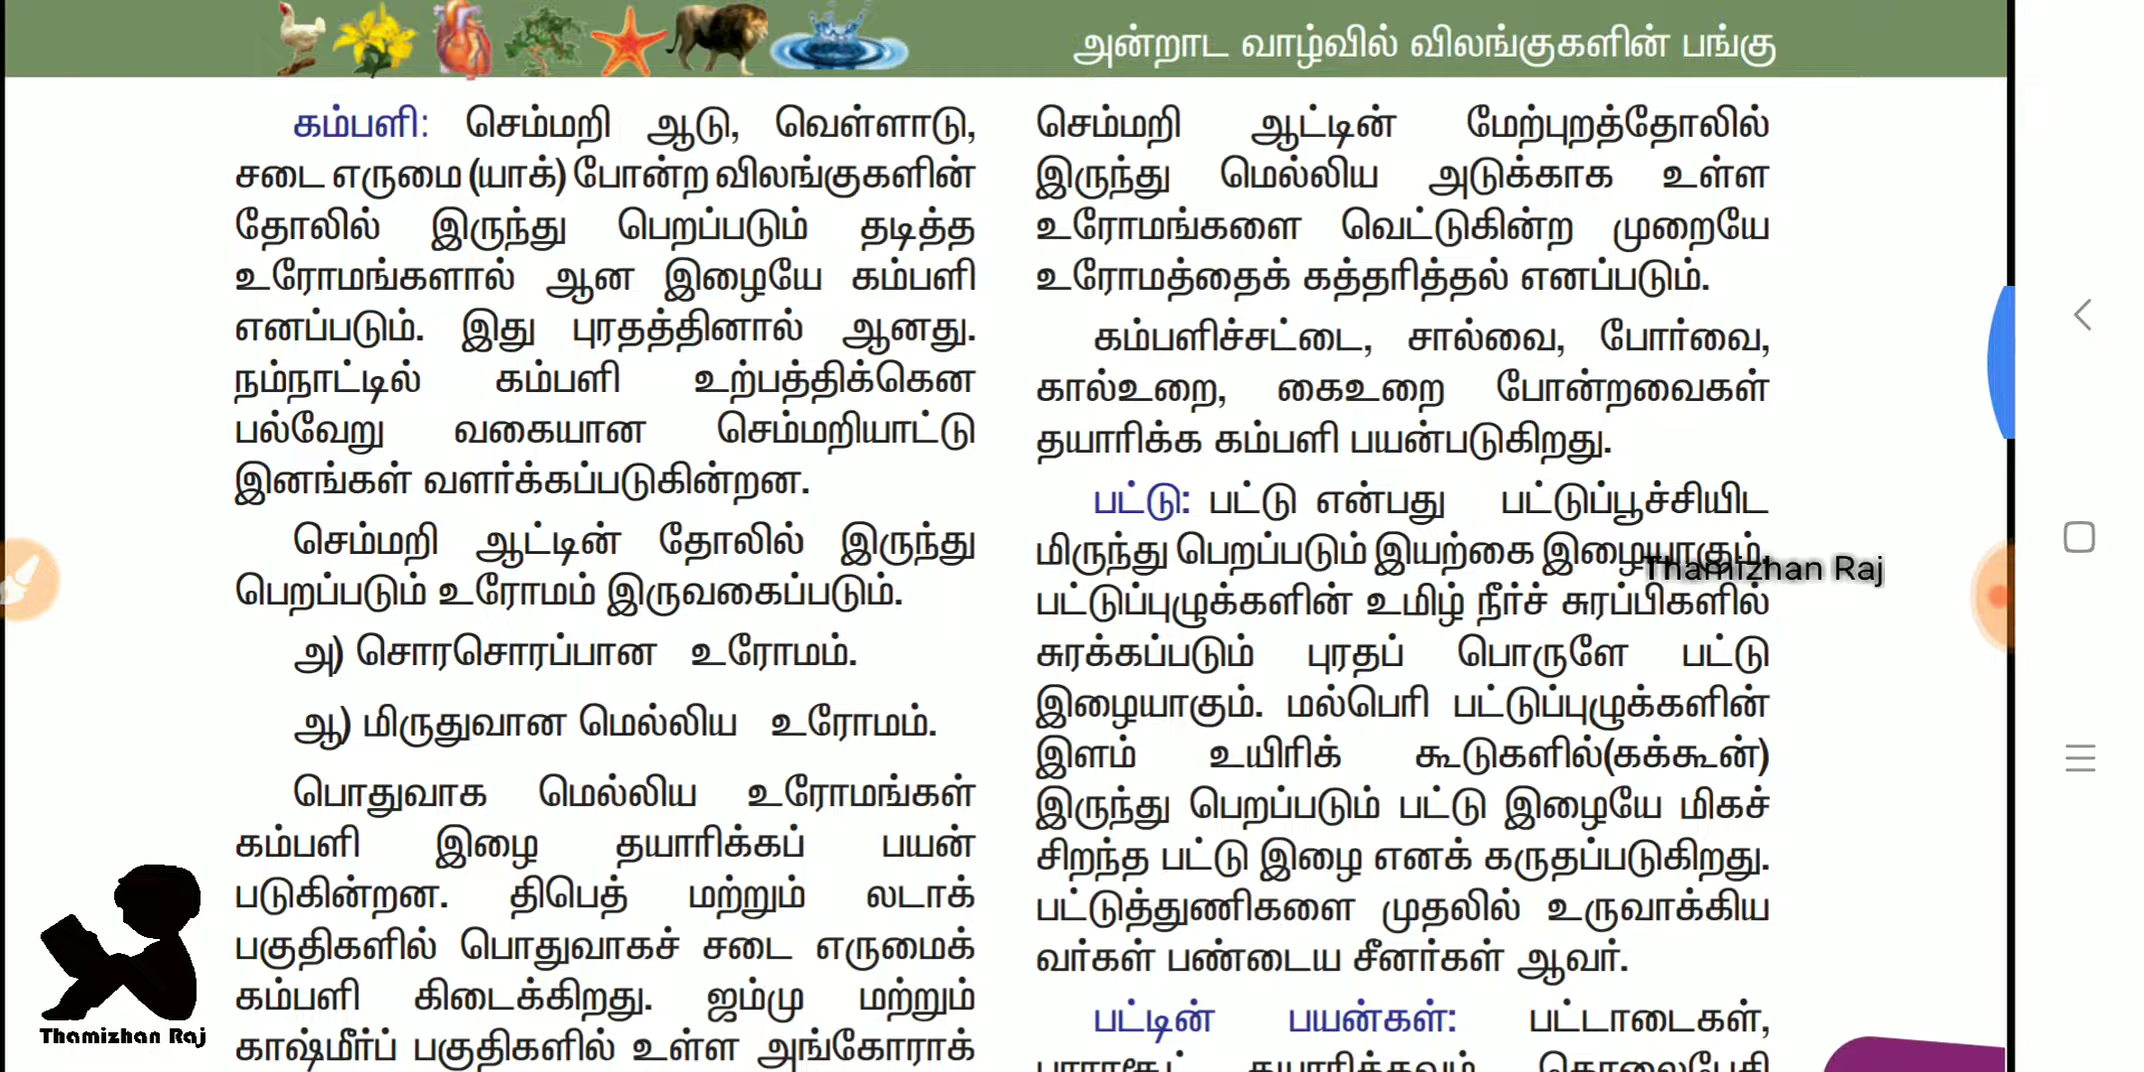 அன்றாட வாழ்வில் விலங்குகளின் பங்கு
கம்பளி: செம்மறி ஆடு, வெள்ளாடு,
சடை எருமை (யாக்) போன்ற விலங்குகளின்
தோலில் இருந்து பெறப்படும் தடித்த
உரோமங்களால் ஆன இழையே கம்பளி
எனப்படும். இது புரதத்தினால் ஆனது.
நம்நாட்டில் கம்பளி உற்பத்திக்கென
பல்வேறு வகையான செம்மறியாட்டு
இனங்கள் வளர்க்கப்படுகின்றன.
செம்மறி ஆட்டின் தோலில் இருந்து
பெறப்படும் உரோமம் இருவகைப்படும்.
அ) சொரசொரப்பான உரோமம்.
ஆ) மிருதுவான மெல்லிய உரோமம்.
பொதுவாக மெல்லிய உரோமங்கள்
கம்பளி இழை தயாரிக்கப் பயன்
படுகின்றன. திபெத் மற்றும் லடாக்
பகுதிகளில் பொதுவாகச் சடை எருமைக்
கம்பளி கிடைக்கிறது. ஜம்மு மற்றும்
காஷ்மீர்ப் பகுதிகளில் உள்ள அங்கோராக்
செம்மறி ஆட்டின் மேற்புறத்தோலில்
இருந்து மெல்லிய அடுக்காக உள்ள
உரோமங்களை வெட்டுகின்ற முறையே
உரோமத்தைக் கத்தரித்தல் எனப்படும்.
கம்பளிச்சட்டை, சால்வை, போர்வை,
கால்உறை, கைஉறை போன்றவைகள்
தயாரிக்க கம்பளி பயன்படுகிறது.
பட்டு: பட்டு என்பது பட்டுப்பூச்சியிட
மிருந்து பெறப்படும் இயற்கை இழையாகும்.
Thamizhan Raj
பட்டுப்புழுக்களின் உமிழ் நீர்ச் சுரப்பிகளில்
சுரக்கப்படும் புரதப் பொருளே பட்டு
இழையாகும். மல்பெரி பட்டுப்புழுக்களின்
இளம் உயிரிக் கூடுகளில்(கக்கூன்)
இருந்து பெறப்படும் பட்டு இழையே மிகச்
சிறந்த பட்டு இழை எனக் கருதப்படுகிறது.
பட்டுத்துணிகளை முதலில் உருவாக்கிய
வர்கள் பண்டைய சீனர்கள் ஆவர்.
பட்டின் பயன்கள்: பட்டாடைகள்,
தயாரிக்கவும் தொலைபேசி
Thamizhan Raj